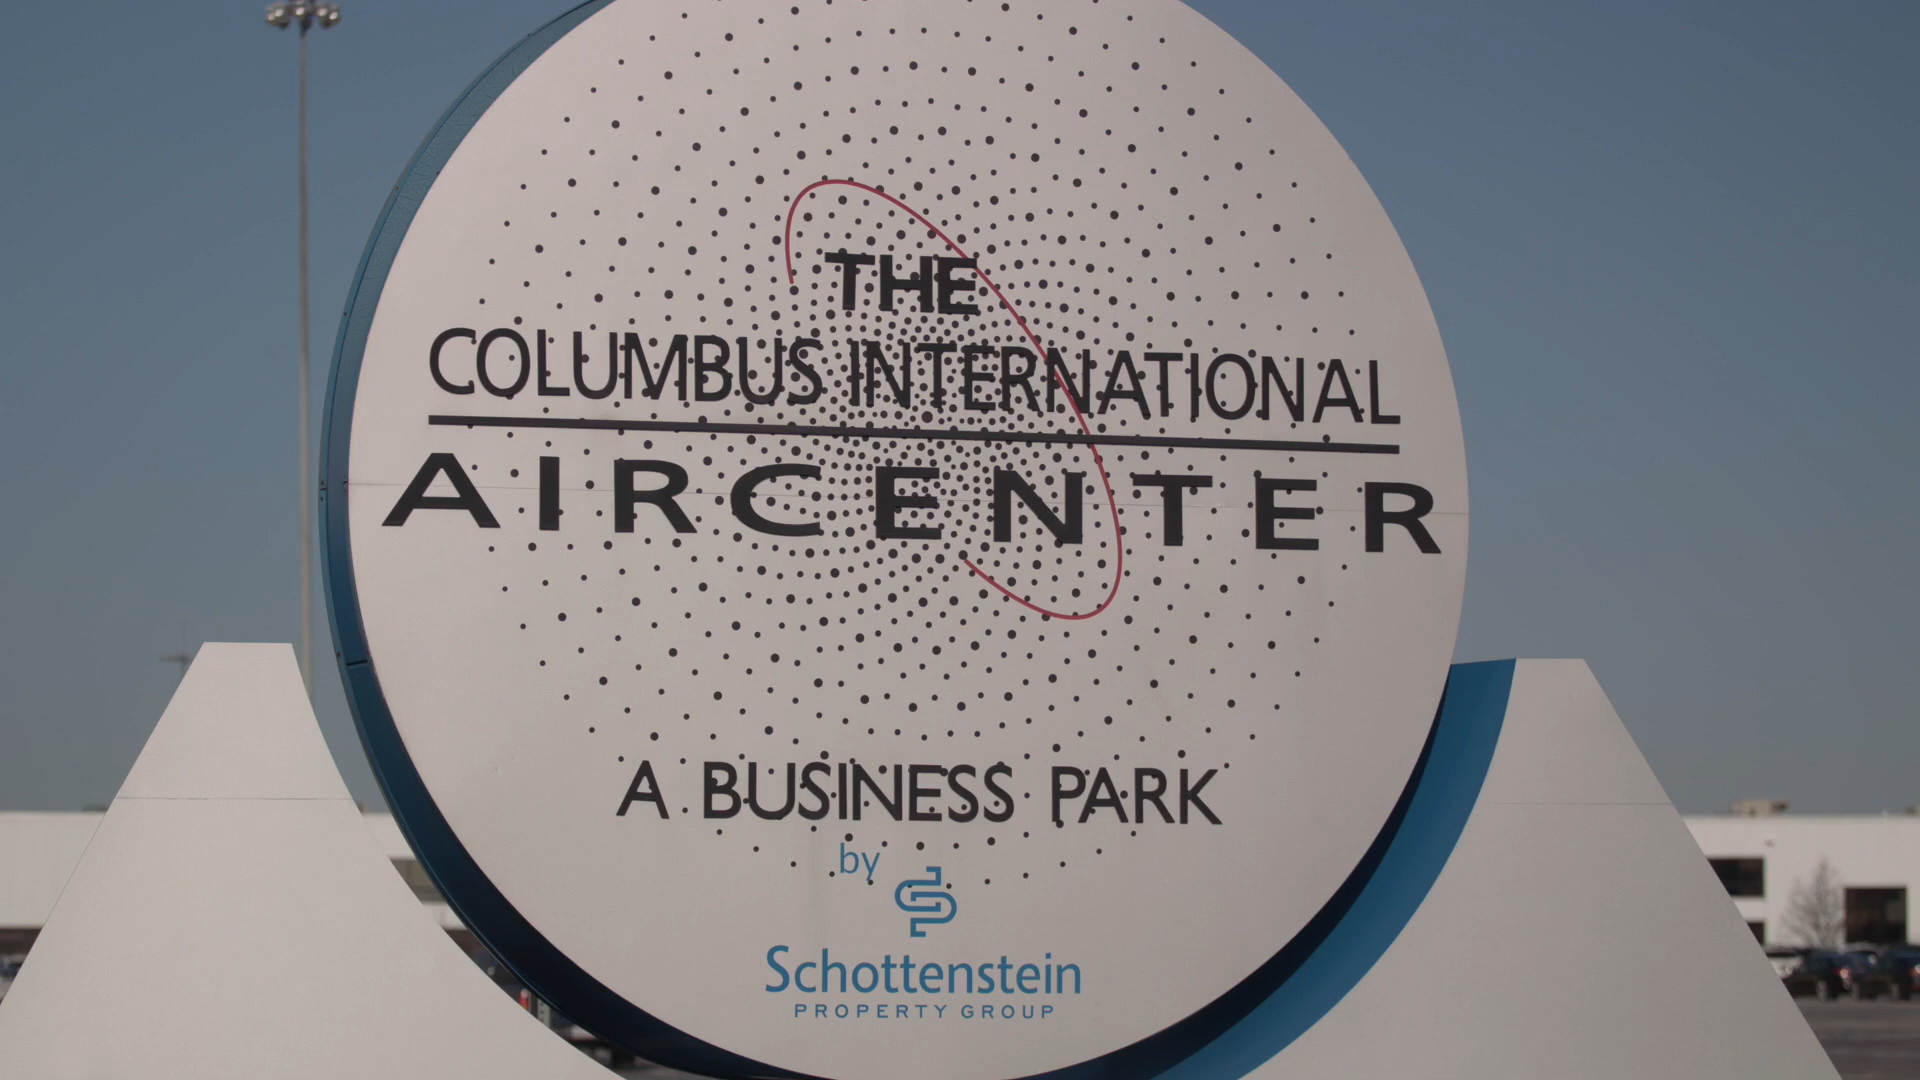 THE
COLUMBUS INTERNATIONAL
AIRCENTER
A BUSINESS PARK
by
Schottenstein
PROPERTY GROUP